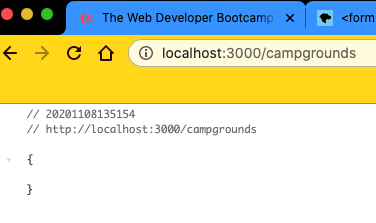 The Web Developer Bootcamp
<form
localhost:3000/campgrounds
// 20201108135154
// http://localhost:3000/campgrounds
{
}